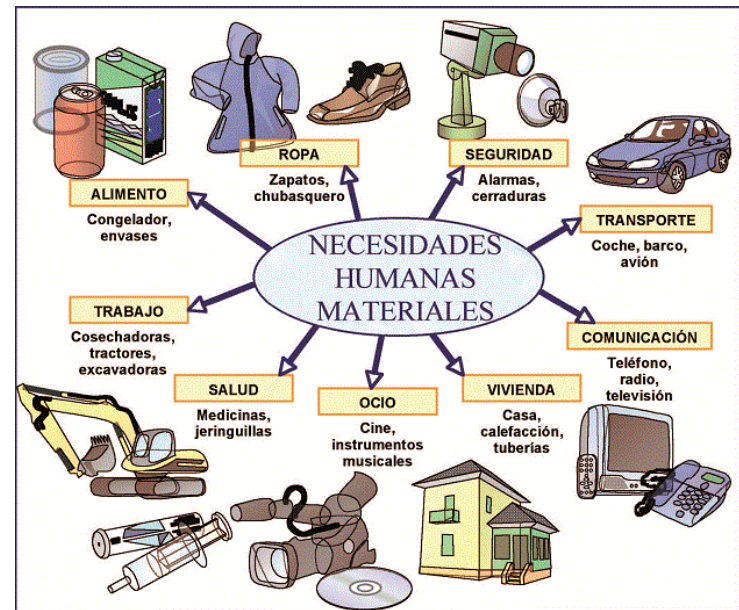 ROPA
Zapatos,
chubasquero
SEGURIDAD
Alarmas,
cerraduras
ALIMENTO
Congelador,
envases
TRANSPORTE
Coche, barco,
avión
NECESIDADES
HUMANAS
MATERIALES
TRABAJO
Cosechadoras,
tractores,
excavadoras
COMUNICACIÓN
Teléfono,
radio,
televisión
SALUD
Medicinas,
jeringuillas
OCIO
Cine,
instrumentos
musicales
VIVIENDA
Casa,
calefacción,
tuberías